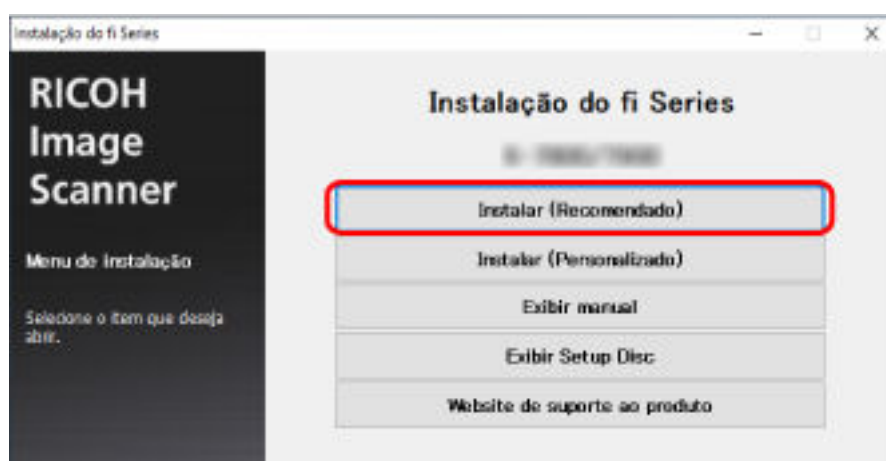 Instalação do fi Series
RICOH
Image
Scanner
Menu de instalação
Selecione o item que deseja
abrir.
Instalação do fi Series
Instalar (Recomendado)
Instalar (Personalizado)
Exibir manual
Exibir Setup Disc
Website de suporte ao produto